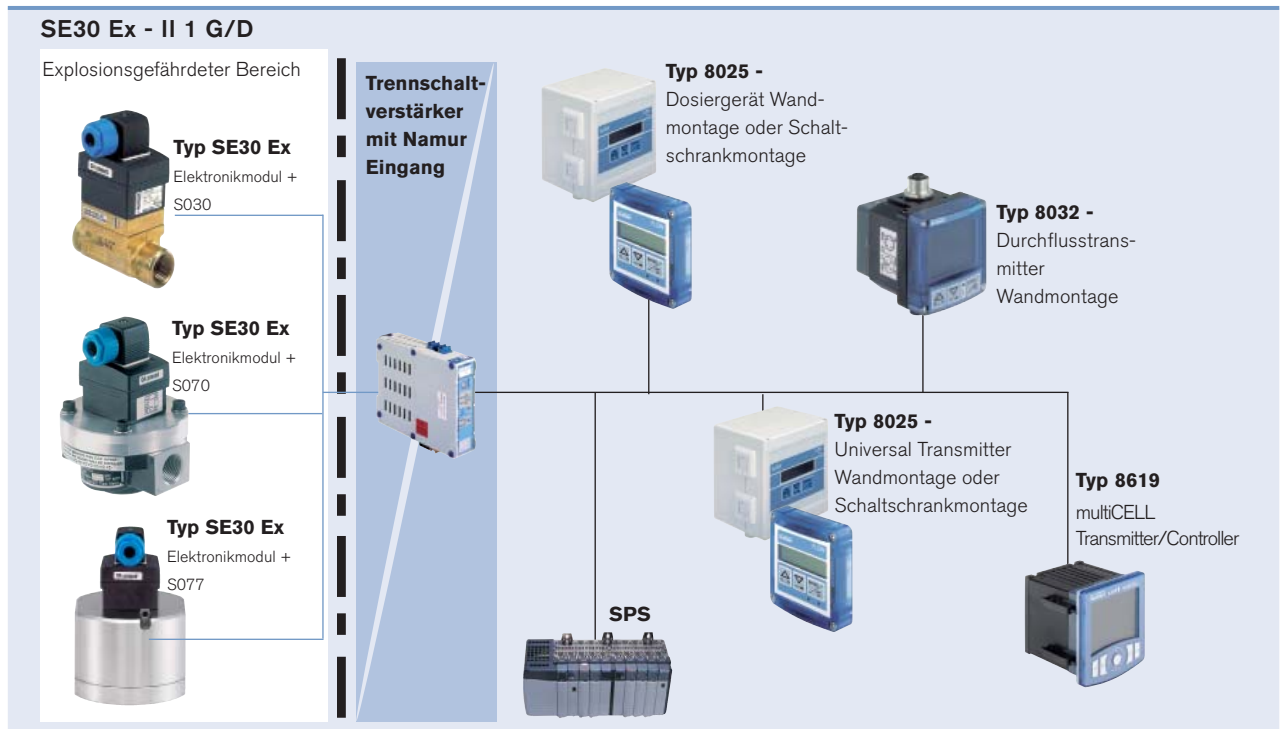 SE30 Ex - II 1 G/D
Explosionsgefährdeter Bereich
Typ SE30 Ex
Elektronikmodul +
S030
Typ SE30 Ex
Elektronikmodul +
S070
Typ SE30 Ex
Elektronikmodul +
S077
Trennschalt-
verstärker
mit Namur
Eingang
Typ 8025 -
Dosiergerät Wand-
montage oder Schalt-
schrankmontage
Typ 8032 -
Durchflusstrans-
mitter
Wandmontage
Typ 8025 -
Universal Transmitter
Wandmontage oder
Schaltschrankmontage
Typ 8619
multiCELL
Transmitter/Controller
SPS